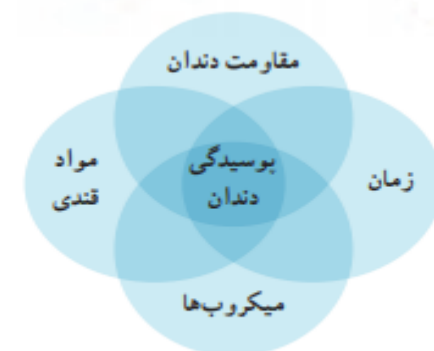 مقاومت دندان
مواد
قندی
پوسیدگی
دندان
زمان
میکروب‌ها